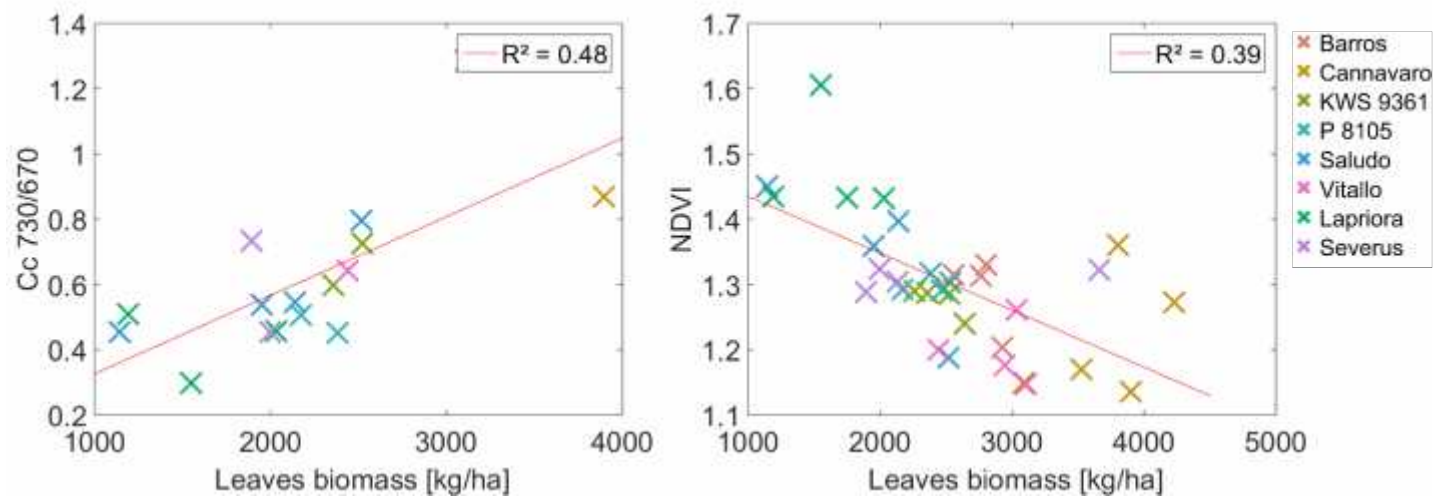 1.4
1.2
1
0.8
0.6
0.4
0.2
Cc 730/670
R² = 0.48
1000
2000
3000
4000
Leaves biomass [kg/ha]
1.7
1.6
1.5
1.4
1.3
1.2
1.1
NDVI
R² = 0.39
1000
2000
3000
4000
5000
Leaves biomass [kg/ha]
Barros
Cannavaro
KWS 9361
P 8105
Saludo
Vitallo
Lapriora
Severus